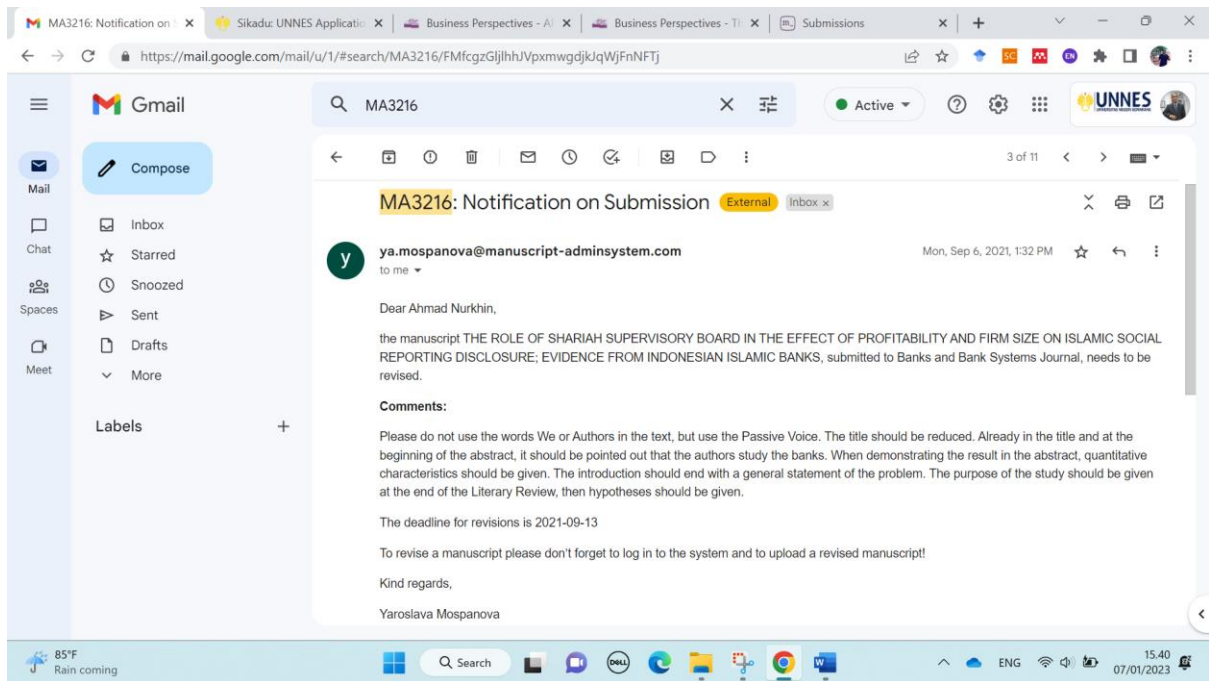 MA3216: Notification on S
Sikadu: UNNES Applicatio
Business Perspectives - A
Business Perspectives - Th
m.
Submissions
https://mail.google.com/mail/u/1/#search/MA3216/FMfcgzGljlhhJVpxmwgdjkJqWjFnNFTj
SC
EN
Gmail
MA3216
Active
UNNES
Mail
Chat
Spaces
Meet
Compose
Inbox
Starred
Snoozed
Sent
Drafts
More
Labels
3 of 11
MA3216: Notification on Submission External Inbox x
y
ya.mospanova@manuscript-adminsystem.com
Mon, Sep 6, 2021, 1:32 PM
to me
Dear Ahmad Nurkhin,
the manuscript THE ROLE OF SHARIAH SUPERVISORY BOARD IN THE EFFECT OF PROFITABILITY AND FIRM SIZE ON ISLAMIC SOCIAL
REPORTING DISCLOSURE; EVIDENCE FROM INDONESIAN ISLAMIC BANKS, submitted to Banks and Bank Systems Journal, needs to be
revised.
Comments:
Please do not use the words We or Authors in the text, but use the Passive Voice. The title should be reduced. Already in the title and at the
beginning of the abstract, it should be pointed out that the authors study the banks. When demonstrating the result in the abstract, quantitative
characteristics should be given. The introduction should end with a general statement of the problem. The purpose of the study should be given
at the end of the Literary Review, then hypotheses should be given.
The deadline for revisions is 2021-09-13
To revise a manuscript please don't forget to log in to the system and to upload a revised manuscript!
Kind regards,
Yaroslava Mospanova
85°F
Rain coming
Search
DELL
W
ENG
15.40
07/01/2023